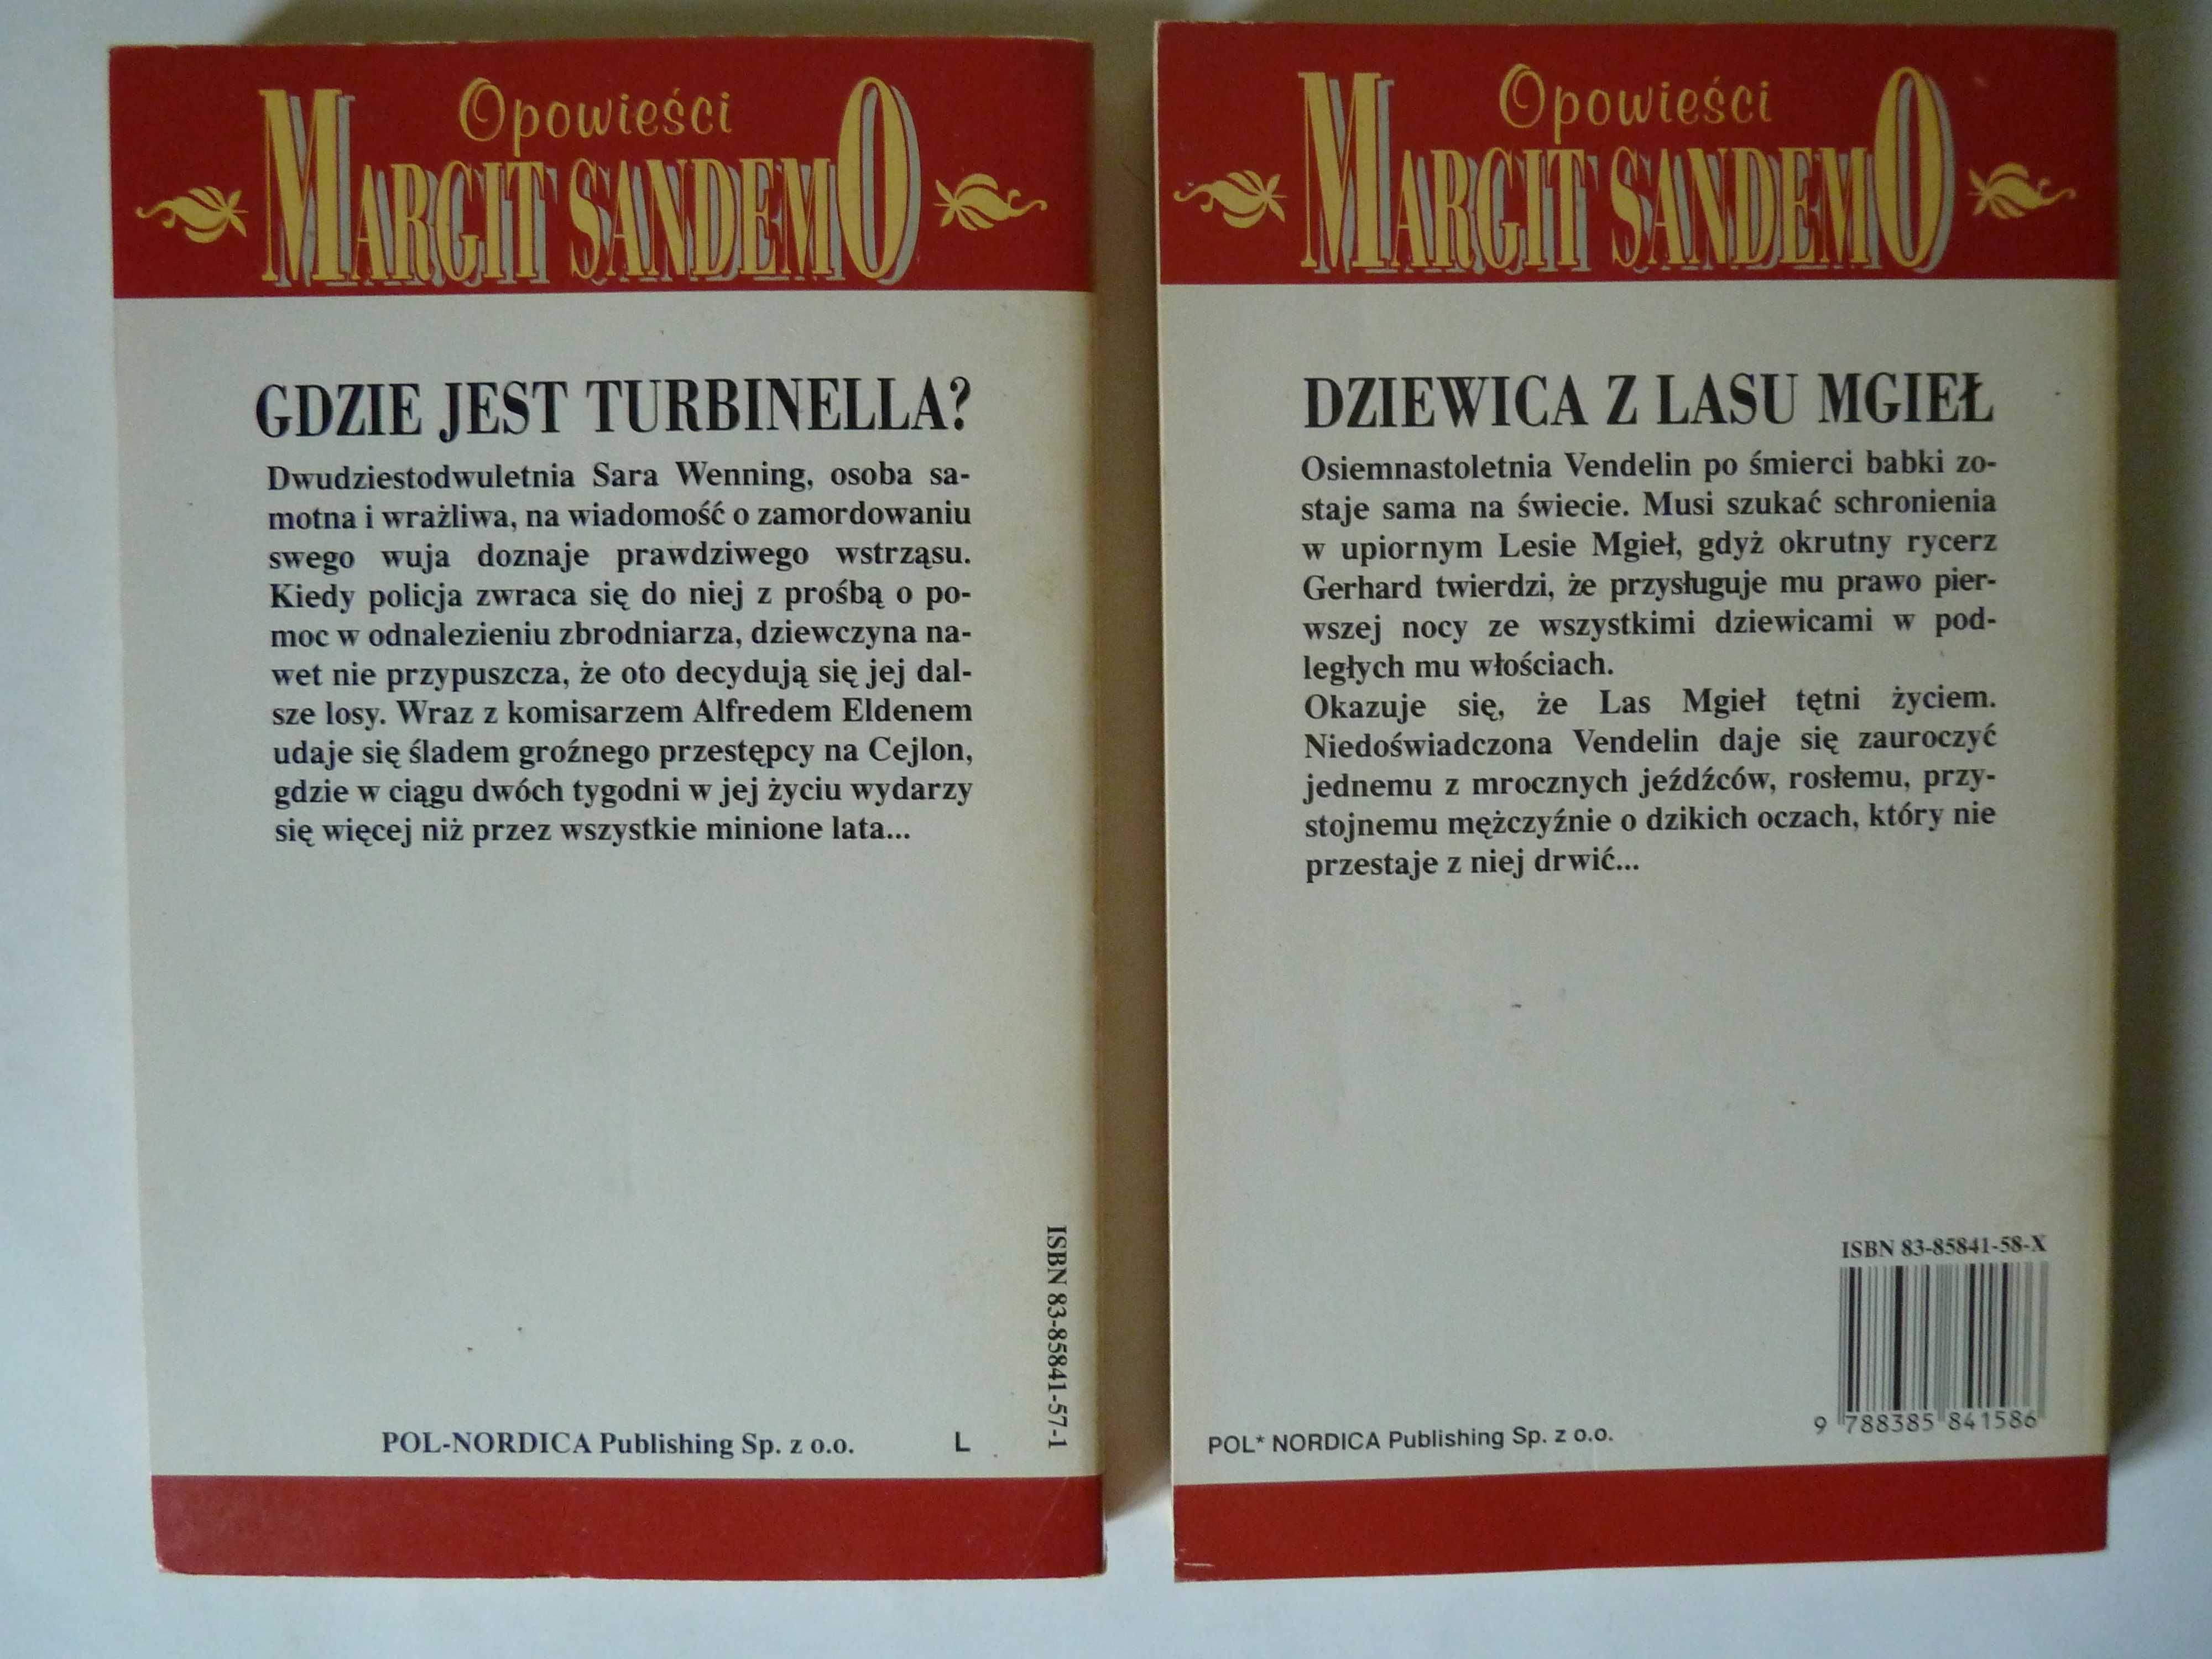 Opowieści
MARGIT SANDEMO
GDZIE JEST TURBINELLA?
Dwudziestodwuletnia Sara Wenning, osoba sa-
motna i wrażliwa, na wiadomość o zamordowaniu
swego wuja doznaje prawdziwego wstrząsu.
Kiedy policja zwraca się do niej z prośbą o po-
moc w odnalezieniu zbrodniarza, dziewczyna na-
wet nie przypuszcza, że oto decydują się jej dal-
sze losy. Wraz z komisarzem Alfredem Eldenem
udaje się śladem groźnego przestępcy na Cejlon,
gdzie w ciągu dwóch tygodni w jej życiu wydarzy
się więcej niż przez wszystkie minione lata...
ISBN 83-85841-57-1
POL-NORDICA Publishing Sp. z o.o.
L
Opowieści
MARGIT SANDEMO
DZIEWICA Z LASU MGIEŁ
Osiemnastoletnia Vendelin po śmierci babki zo-
staje sama na świecie. Musi szukać schronienia
w upiornym Lesie Mgieł, gdyż okrutny rycerz
Gerhard twierdzi, że przysługuje mu prawo pier-
wszej nocy ze wszystkimi dziewicami w pod-
ległych mu włościach.
Okazuje się, że Las Mgieł tętni życiem.
Niedoświadczona Vendelin daje się zauroczyć
jednemu z mrocznych jeźdźców, rosłemu, przy-
stojnemu mężczyźnie o dzikich oczach, który nie
przestaje z niej drwić...
ISBN 83-85841-58-X
9 788385 841586
POL* NORDICA Publishing Sp. z o.o.